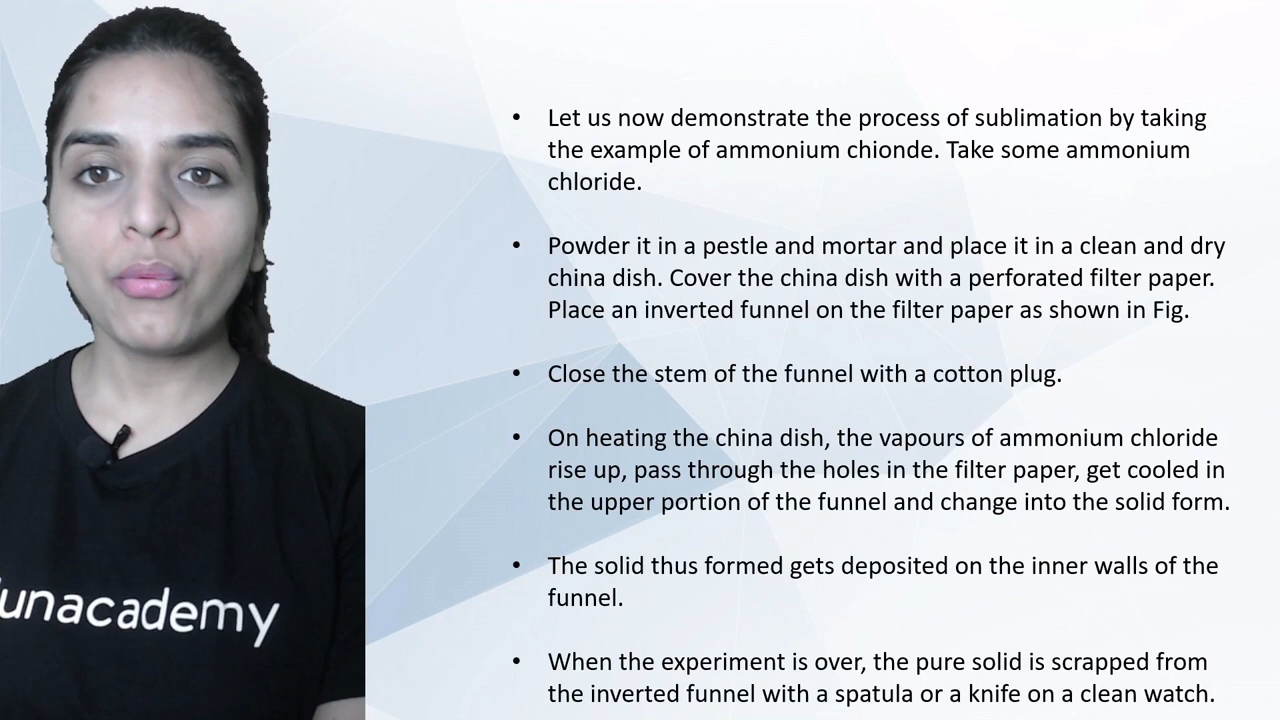 • Let us now demonstrate the process of sublimation by taking
the example of ammonium chionde. Take some ammonium
chloride.
• Powder it in a pestle and mortar and place it in a clean and dry
china dish. Cover the china dish with a perforated filter paper.
Place an inverted funnel on the filter paper as shown in Fig.
• Close the stem of the funnel with a cotton plug.
• On heating the china dish, the vapours of ammonium chloride
rise up, pass through the holes in the filter paper, get cooled in
the upper portion of the funnel and change into the solid form.
• The solid thus formed gets deposited on the inner walls of the
funnel.
• When the experiment is over, the pure solid is scrapped from
the inverted funnel with a spatula or a knife on a clean watch.
unacademy